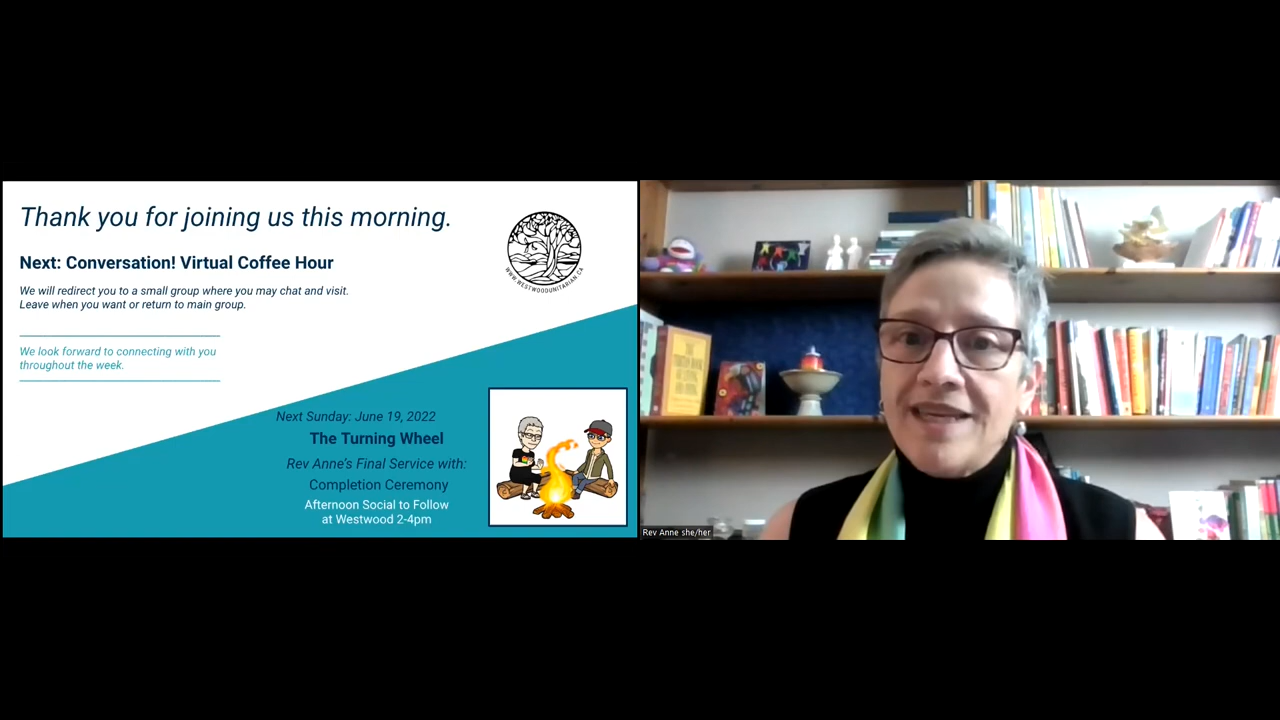 Thank you for joining us this morning.
Next: Conversation! Virtual Coffee Hour
We will redirect you to a small group where you may chat and visit.
Leave when you want or return to main group.
We look forward to connecting with you
throughout the week.
WWW.WESTWOODUNITARIAN.CA
Next Sunday: June 19, 2022
The Turning Wheel
Rev Anne's Final Service with:
Completion Ceremony
Afternoon Social to Follow
at Westwood 2-4pm
Rev Anne she/her